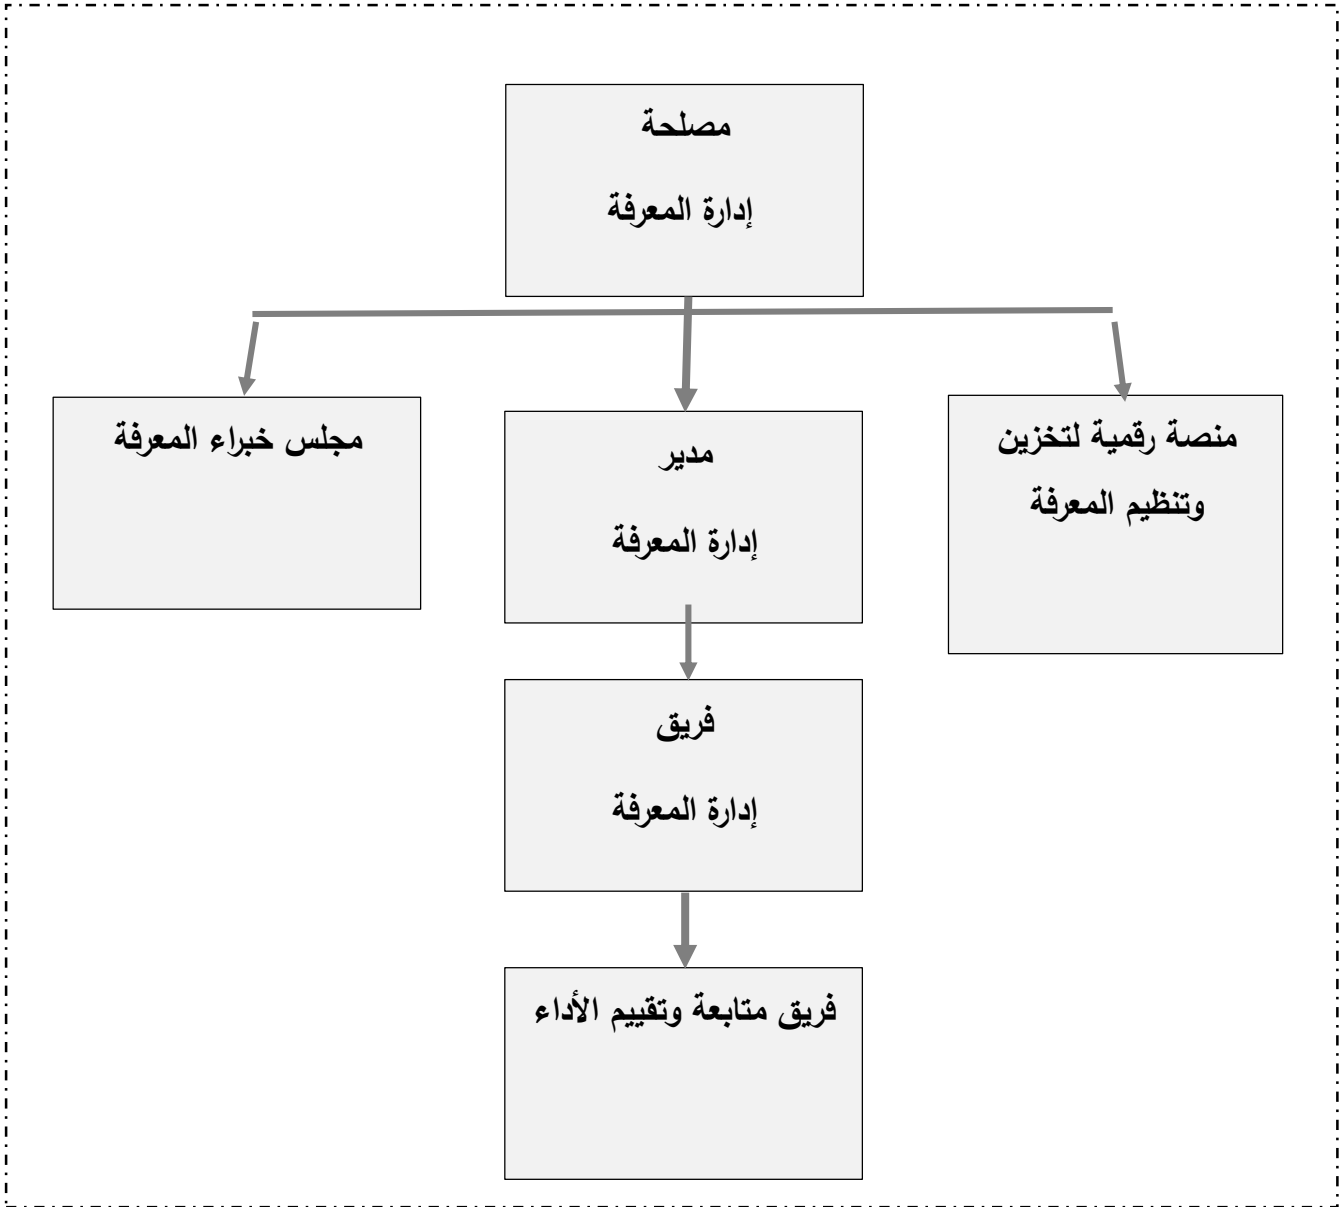 مصلحة
إدارة المعرفة
منصة رقمية لتخزين
وتنظيم المعرفة
مدير
إدارة المعرفة
مجلس خبراء المعرفة
فريق
إدارة المعرفة
فريق متابعة وتقييم الأداء